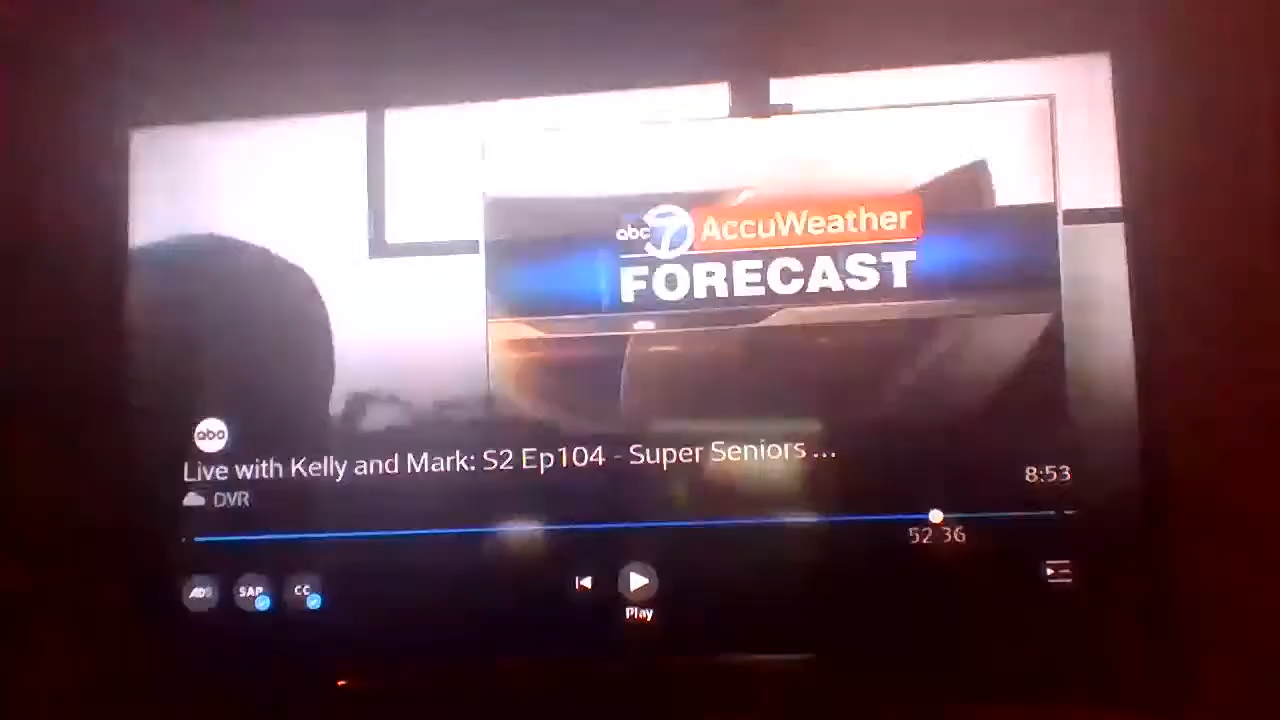 abc 7 AccuWeather
FORECAST
abc
Live with Kelly and Mark: S2 Ep104 - Super Seniors ...
8:53
DVR
52 36
SAP
CC
Play